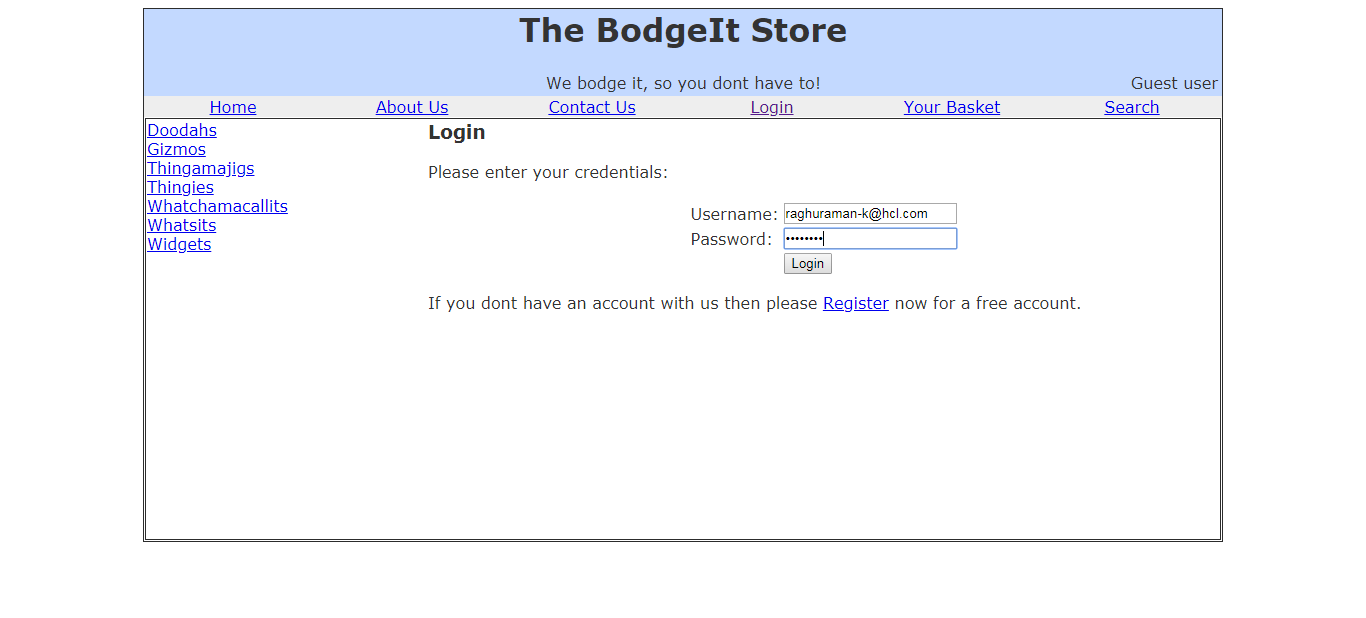 The BodgeIt Store
We bodge it, so you dont have to!
Guest user
Home About Us Contact Us Login Your Basket Search
Doodahs
Gizmos
Thingamajigs
Thingies
Whatchamacallits
Whatsits
Widgets
Login
Please enter your credentials:
Username: raghuraman-k@hcl.com
Password: ••••••••
Login
If you dont have an account with us then please Register now for a free account.